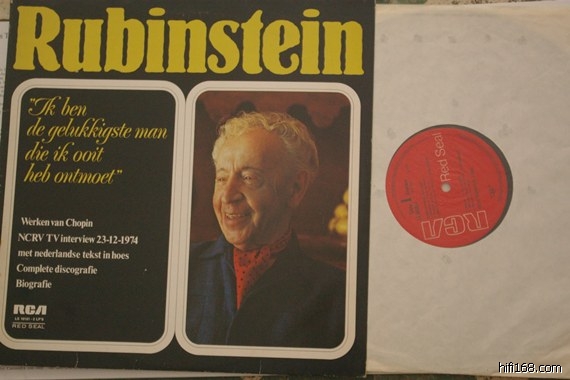 Rubinstein
"Ik ben
de gelukkigste man
die ik ooit
heb ontmoet"
Werken van Chopin
NCRV TV interview 23-12-1974
met nederlandse tekst in hoes
Complete discografie
Biografie
RCA
RED SEAL
RCA Red Seal
hifi168.com